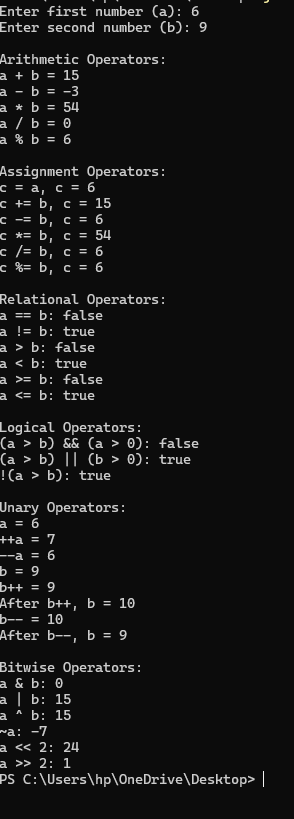 Enter first number (a): 6
Enter second number (b): 9
Arithmetic Operators:
a + b = 15
a - b = -3
a * b = 54
a / b = 0
a % b = 6
Assignment Operators:
c = a, c = 6
c += b, c = 15
c -= b, c = 6
c *= b, c = 54
c /= b, c = 6
c %= b, c = 6
Relational Operators:
a == b: false
a != b: true
a > b: false
a < b: true
a >= b: false
a <= b: true
Logical Operators:
(a > b) && (a > 0): false
(a > b) || (b > 0): true
!(a > b): true
Unary Operators:
a = 6
++a = 7
--a = 6
b = 9
b++ = 9
After b++, b = 10
b-- = 10
After b--, b = 9
Bitwise Operators:
a & b: 0
a | b: 15
a ^ b: 15
~a: -7
a << 2: 24
a >> 2: 1
PS C:\Users\hp\OneDrive\Desktop>